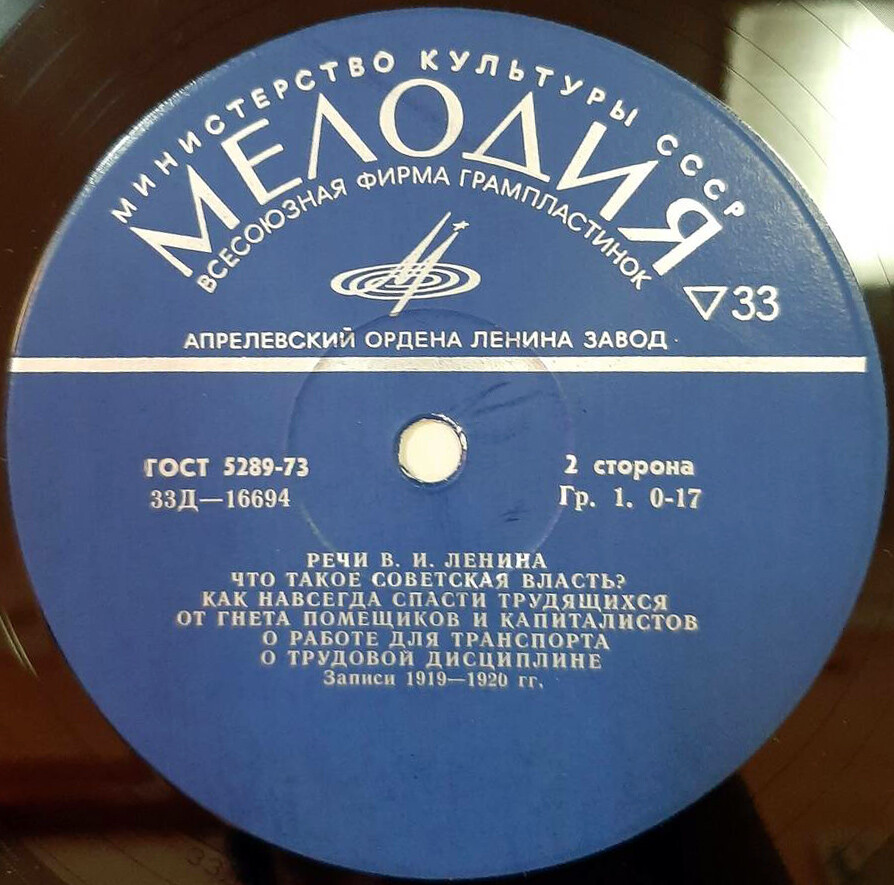 МИНИСТЕРСТВО КУЛЬТУРЫ СССР
МЕЛОДИЯ
ВСЕСОЮЗНАЯ ФИРМА ГРАМПЛАСТИНОК
33
АПРЕЛЕВСКИЙ ОРДЕНА ЛЕНИНА ЗАВОД
ГОСТ 5289-73
33Д—16694
2 сторона
Гр. 1. 0-17
РЕЧИ В. И. ЛЕНИНА
ЧТО ТАКОЕ СОВЕТСКАЯ ВЛАСТЬ?
КАК НАВСЕГДА СПАСТИ ТРУДЯЩИХСЯ
ОТ ГНЕТА ПОМЕЩИКОВ И КАПИТАЛИСТОВ
О РАБОТЕ ДЛЯ ТРАНСПОРТА
О ТРУДОВОЙ ДИСЦИПЛИНЕ
Записи 1919—1920 гг.